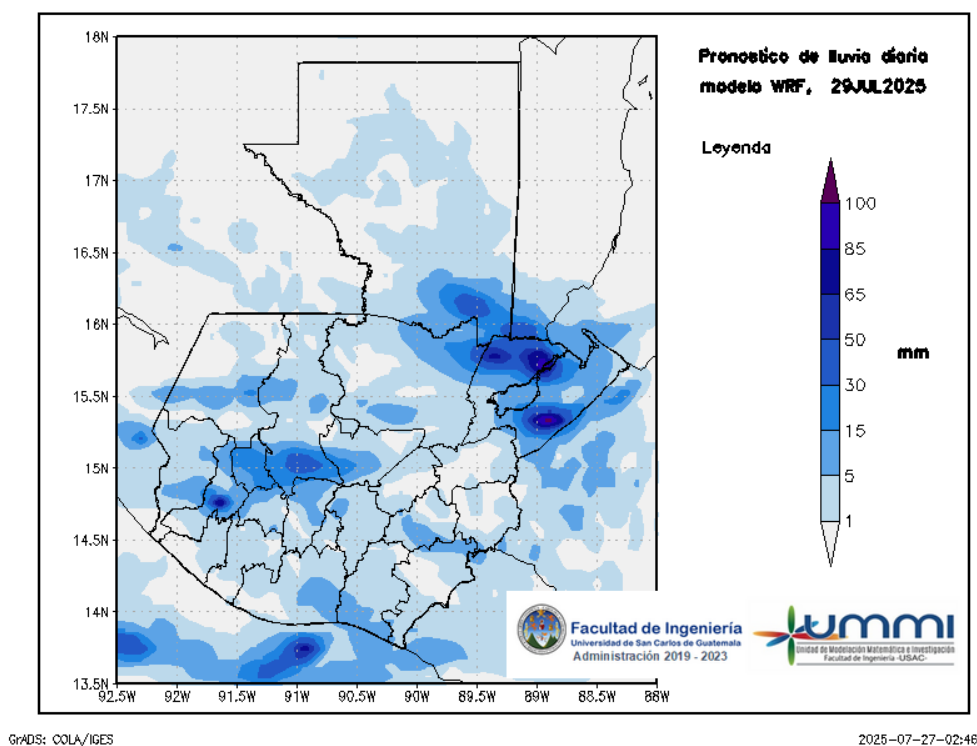 Pronostico de lluvia diaria
modelo WRF, 29JUL2025
Leyenda
100
85
65
50
30
15
5
1
mm
18N
17.5N
17N
16.5N
16N
15.5N
15N
14.5N
14N
13.5N
92.5W
92W
91.5W
91W
90.5W
90W
89.5W
89W
88.5W
88W
Facultad de Ingeniería
Universidad de San Carlos de Guatemala
Administración 2019 - 2023
ummi
Unidad de Modelación Matemática e Investigación
Facultad de Ingeniería -USAC-
GrADS: COLA/IGES
2025-07-27-02:46